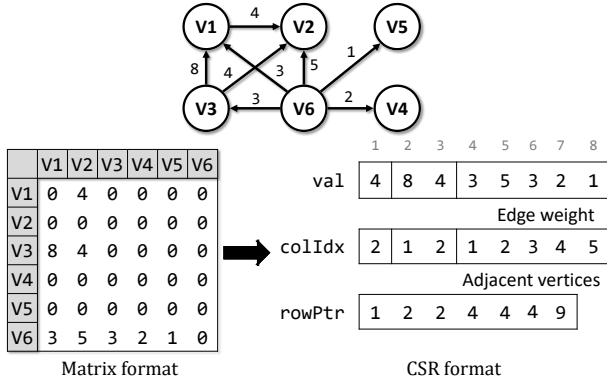 4
V1 V2 V5
8 4 3 5 1
3 2
V3 V6 V4
1 2 3 4 5 6 7 8
val 4 8 4 3 5 3 2 1
Edge weight
colIdx 2 1 2 1 2 3 4 5
Adjacent vertices
rowPtr 1 2 2 4 4 4 9
CSR format
V1 V2 V3 V4 V5 V6
V1 0 4 0 0 0 0
V2 0 0 0 0 0 0
V3 8 4 0 0 0 0
V4 0 0 0 0 0 0
V5 0 0 0 0 0 0
V6 3 5 3 2 1 0
Matrix format